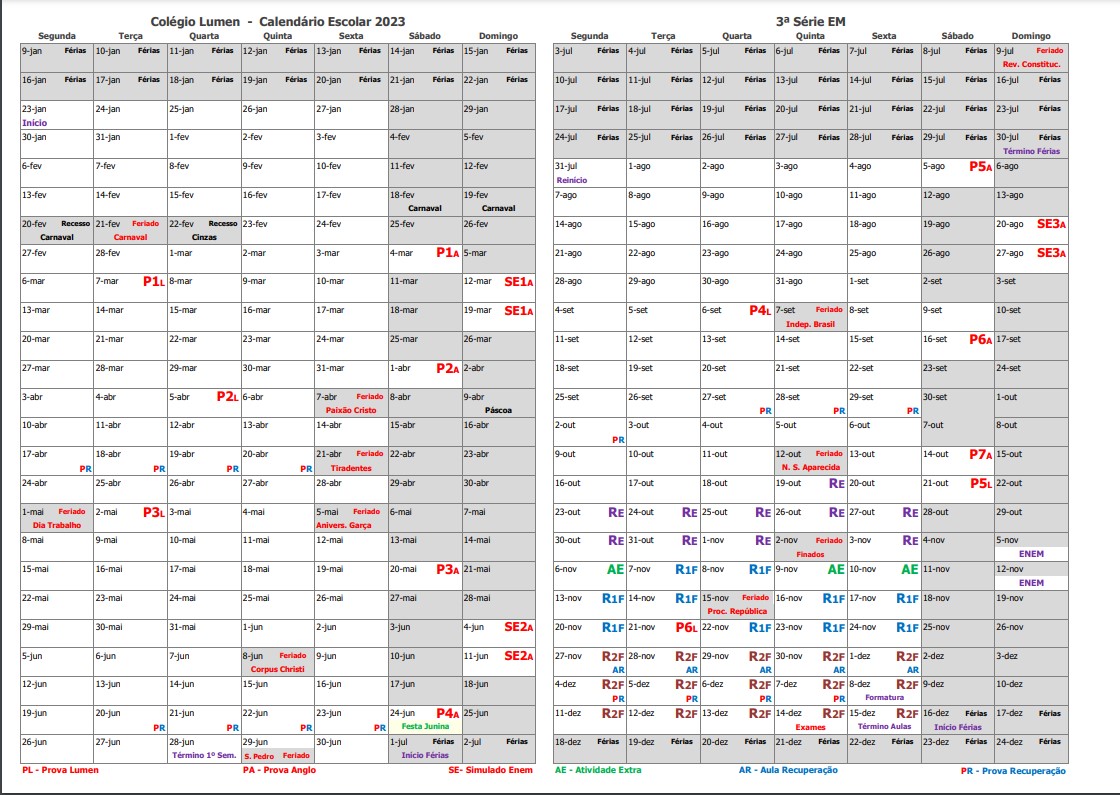 Colégio Lumen - Calendário Escolar 2023 3ª Série EM
Segunda Terça Quarta Quinta Sexta Sábado Domingo Segunda Terça Quarta Quinta Sexta Sábado Domingo
9-jan Férias 10-jan Férias 11-jan Férias 12-jan Férias 13-jan Férias 14-jan Férias 15-jan Férias 3-jul Férias 4-jul Férias 5-jul Férias 6-jul Férias 7-jul Férias 8-jul Férias 9-jul Feriado
Rev. Constituc.
16-jan Férias 17-jan Férias 18-jan Férias 19-jan Férias 20-jan Férias 21-jan Férias 22-jan Férias 10-jul Férias 11-jul Férias 12-jul Férias 13-jul Férias 14-jul Férias 15-jul Férias 16-jul Férias
23-jan 24-jan 25-jan 26-jan 27-jan 28-jan 29-jan 17-jul Férias 18-jul Férias 19-jul Férias 20-jul Férias 21-jul Férias 22-jul Férias 23-jul Férias
Início
30-jan 31-jan 1-fev 2-fev 3-fev 4-fev 5-fev 24-jul Férias 25-jul Férias 26-jul Férias 27-jul Férias 28-jul Férias 29-jul Férias 30-jul Férias
Término Férias
6-fev 7-fev 8-fev 9-fev 10-fev 11-fev 12-fev 31-jul 1-ago 2-ago 3-ago 4-ago 5-ago P5A 6-ago
Reinício
13-fev 14-fev 15-fev 16-fev 17-fev 18-fev 19-fev 7-ago 8-ago 9-ago 10-ago 11-ago 12-ago 13-ago
Carnaval Carnaval
20-fev Recesso 21-fev Feriado 22-fev Recesso 23-fev 24-fev 25-fev 26-fev 14-ago 15-ago 16-ago 17-ago 18-ago 19-ago 20-ago SE3A
Carnaval Carnaval Cinzas
27-fev 28-fev 1-mar 2-mar 3-mar 4-mar P1A 5-mar 21-ago 22-ago 23-ago 24-ago 25-ago 26-ago 27-ago SE3A
6-mar 7-mar P1L 8-mar 9-mar 10-mar 11-mar 12-mar SE1A 28-ago 29-ago 30-ago 31-ago 1-set 2-set 3-set
13-mar 14-mar 15-mar 16-mar 17-mar 18-mar 19-mar SE1A 4-set 5-set 6-set P4L 7-set Feriado 8-set 9-set 10-set
Indep. Brasil
20-mar 21-mar 22-mar 23-mar 24-mar 25-mar 26-mar 11-set 12-set 13-set 14-set 15-set 16-set P6A 17-set
27-mar 28-mar 29-mar 30-mar 31-mar 1-abr P2A 2-abr 18-set 19-set 20-set 21-set 22-set 23-set 24-set
3-abr 4-abr 5-abr P2L 6-abr 7-abr Feriado 8-abr 9-abr 25-set 26-set 27-set 28-set 29-set 30-set 1-out
Paixão Cristo Páscoa PR PR PR
10-abr 11-abr 12-abr 13-abr 14-abr 15-abr 16-abr 2-out 3-out 4-out 5-out 6-out 7-out 8-out
PR
17-abr 18-abr 19-abr 20-abr 21-abr Feriado 22-abr 23-abr 9-out 10-out 11-out 12-out Feriado 13-out 14-out P7A 15-out
PR PR PR PR Tiradentes N. S. Aparecida
24-abr 25-abr 26-abr 27-abr 28-abr 29-abr 30-abr 16-out 17-out 18-out 19-out RE 20-out 21-out P5L 22-out
1-mai Feriado 2-mai P3L 3-mai 4-mai 5-mai Feriado 6-mai 7-mai 23-out RE 24-out RE 25-out RE 26-out RE 27-out RE 28-out 29-out
Dia Trabalho Anivers. Garça
8-mai 9-mai 10-mai 11-mai 12-mai 13-mai 14-mai 30-out RE 31-out RE 1-nov RE 2-nov Feriado 3-nov RE 4-nov 5-nov
Finados ENEM
15-mai 16-mai 17-mai 18-mai 19-mai 20-mai P3A 21-mai 6-nov AE 7-nov R1F 8-nov R1F 9-nov AE 10-nov AE 11-nov 12-nov
ENEM
22-mai 23-mai 24-mai 25-mai 26-mai 27-mai 28-mai 13-nov R1F 14-nov R1F 15-nov Feriado 16-nov R1F 17-nov R1F 18-nov 19-nov
Proc. República
29-mai 30-mai 31-mai 1-jun 2-jun 3-jun 4-jun SE2A 20-nov R1F 21-nov P6L 22-nov R1F 23-nov R1F 24-nov R1F 25-nov 26-nov
5-jun 6-jun 7-jun 8-jun Feriado 9-jun 10-jun 11-jun SE2A 27-nov R2F 28-nov R2F 29-nov R2F 30-nov R2F 1-dez R2F 2-dez 3-dez
Corpus Christi AR AR AR AR AR
12-jun 13-jun 14-jun 15-jun 16-jun 17-jun 18-jun 4-dez R2F 5-dez R2F 6-dez R2F 7-dez R2F 8-dez R2F 9-dez 10-dez
PR PR PR PR Formatura
19-jun 20-jun 21-jun 22-jun 23-jun 24-jun P4A 25-jun 11-dez R2F 12-dez R2F 13-dez R2F 14-dez R2F 15-dez R2F 16-dez Férias 17-dez Férias
PR PR PR PR Festa Junina Exames Término Aulas Início Férias
26-jun 27-jun 28-jun 29-jun 30-jun 1-jul Férias 2-jul Férias 18-dez Férias 19-dez Férias 20-dez Férias 21-dez Férias 22-dez Férias 23-dez Férias 24-dez Férias
Término 1º Sem. S. Pedro Feriado Início Férias
PL - Prova Lumen PA - Prova Anglo SE- Simulado Enem AE - Atividade Extra AR - Aula Recuperação PR - Prova Recuperação